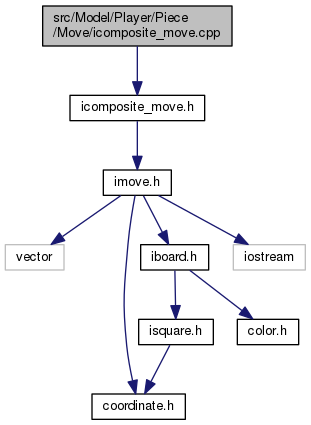 src/Model/Player/Piece
/Move/icomposite_move.cpp
icomposite_move.h
imove.h
vector
iboard.h
iostream
isquare.h
color.h
coordinate.h